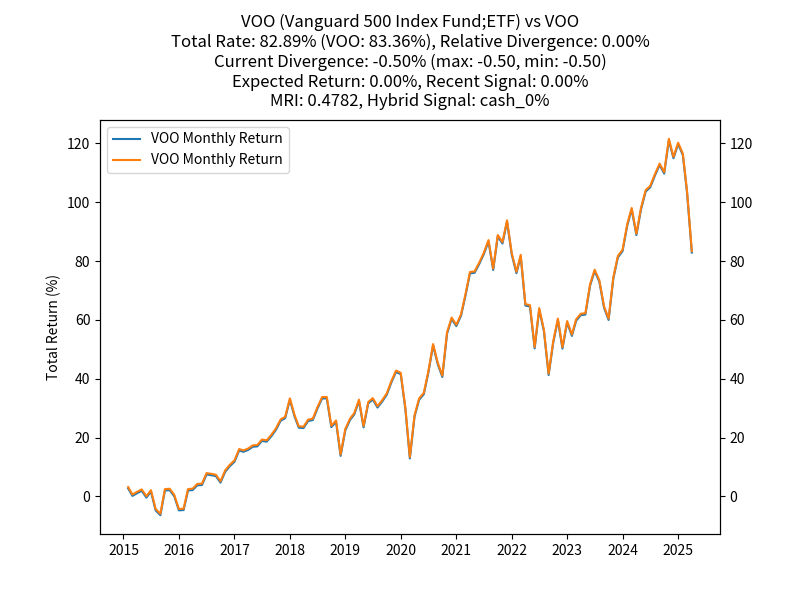 VOO (Vanguard 500 Index Fund;ETF) vs VOO
Total Rate: 82.89% (VOO: 83.36%), Relative Divergence: 0.00%
Current Divergence: -0.50% (max: -0.50, min: -0.50)
Expected Return: 0.00%, Recent Signal: 0.00%
MRI: 0.4782, Hybrid Signal: cash_0%
VOO Monthly Return
VOO Monthly Return
Total Return (%)
120
100
80
60
40
20
0
120
100
80
60
40
20
0
2015 2016 2017 2018 2019 2020 2021 2022 2023 2024 2025